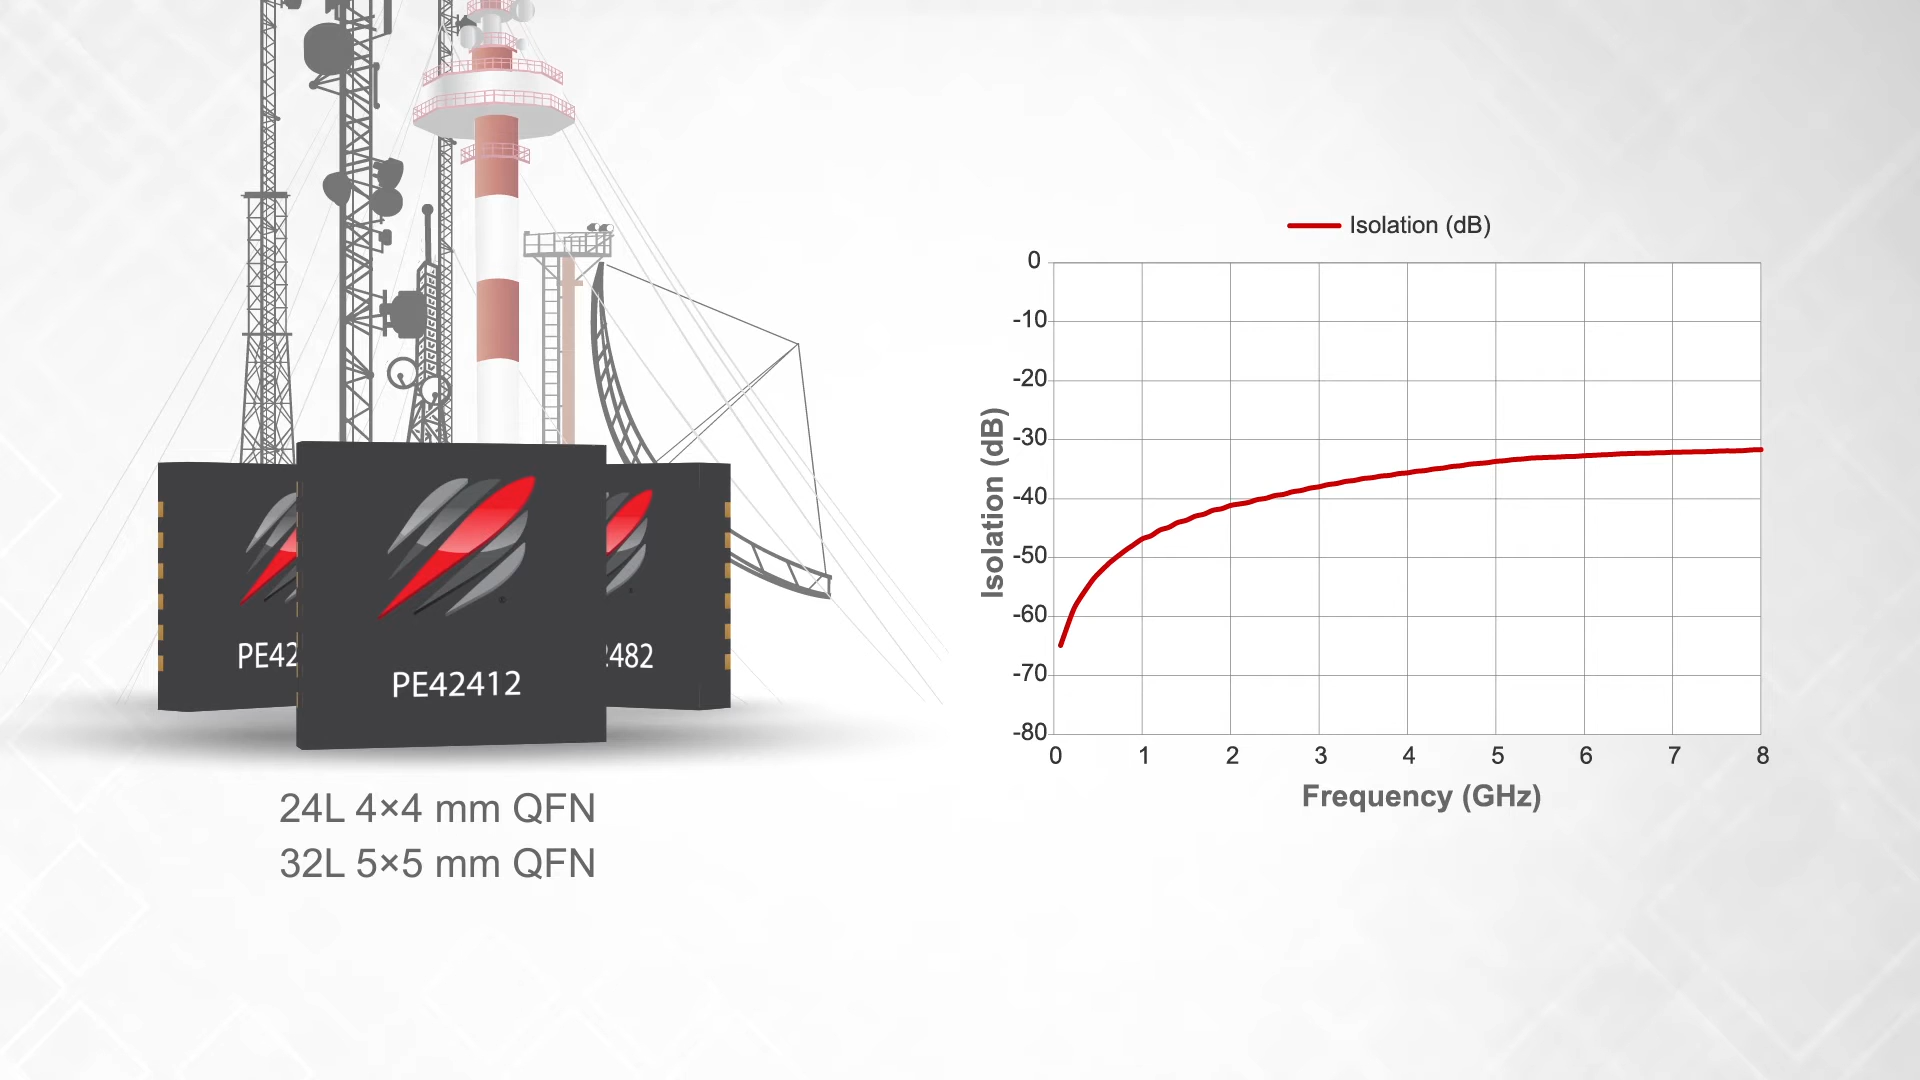 PE42
PE42412
482
24L 4×4 mm QFN
32L 5×5 mm QFN
Isolation (dB)
Isolation (dB)
0
-10
-20
-30
-40
-50
-60
-70
-80
0 1 2 3 4 5 6 7 8
Frequency (GHz)